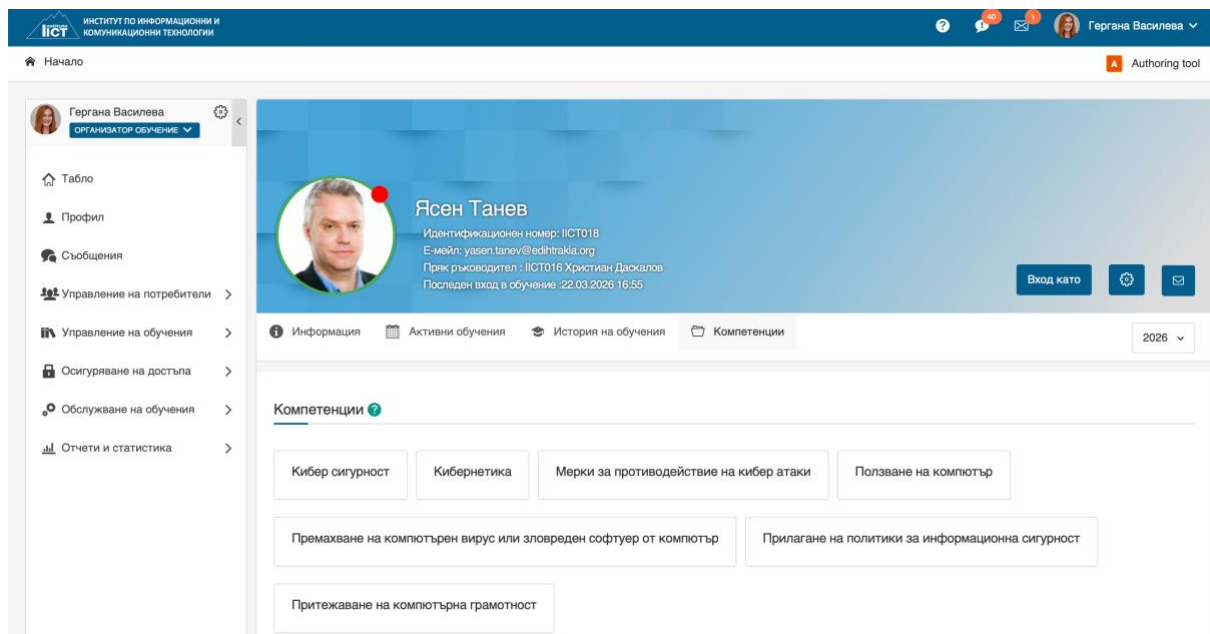 institute
IICT
ИНСТИТУТ ПО ИНФОРМАЦИОННИ И
КОМУНИКАЦИОННИ ТЕХНОЛОГИИ
?
40
1
Гергана Василева
Начало
A Authoring tool
Гергана Василева
ОРГАНИЗАТОР ОБУЧЕНИЕ
Табло
Профил
Съобщения
Управление на потребители
Управление на обучения
Осигуряване на достъпа
Обслужване на обучения
Отчети и статистика
Ясен Танев
Идентификационен номер: IICT018
Е-мейл: yasen.tanev@edihtrakia.org
Пряк ръководител : IICT016 Христиан Даскалов
Последен вход в обучение :22.03.2026 16:55
Вход като
Информация Активни обучения История на обучения Компетенции
2026
Компетенции ?
Кибер сигурност Кибернетика Мерки за противодействие на кибер атаки Ползване на компютър
Премахване на компютърен вирус или зловреден софтуер от компютър Прилагане на политики за информационна сигурност
Притежаване на компютърна грамотност